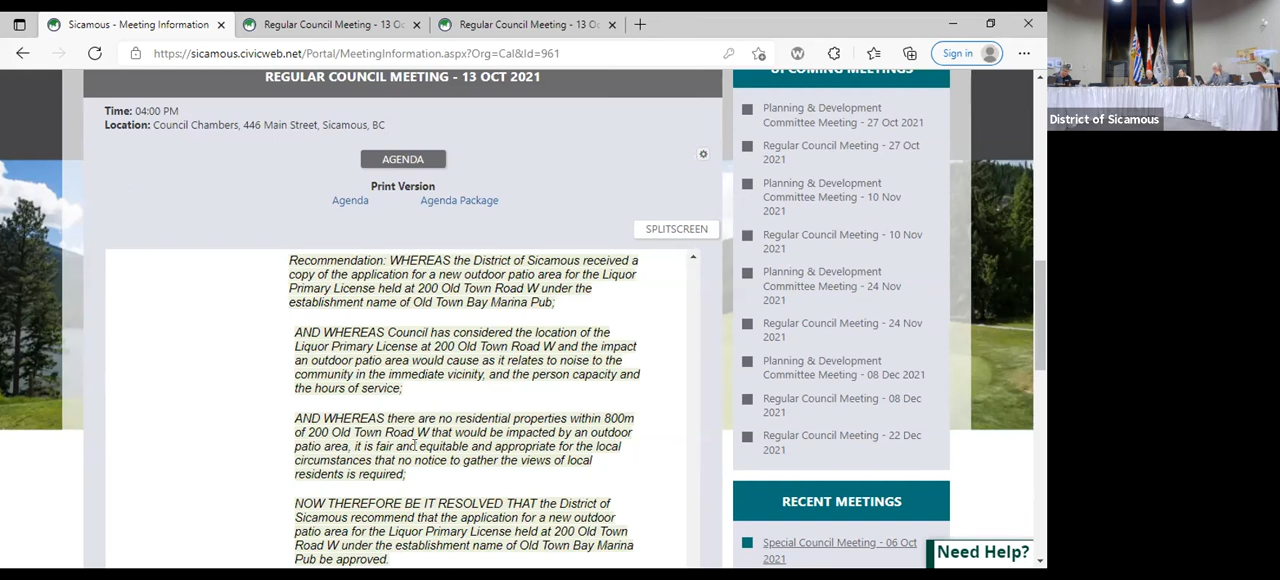 Sicamous - Meeting Information
Regular Council Meeting - 13 Oc
Regular Council Meeting - 13 Oc
https://sicamous.civicweb.net/Portal/MeetingInformation.aspx?Org=Cal&Id=961
Sign in
REGULAR COUNCIL MEETING - 13 OCT 2021
Time: 04:00 PM
Location: Council Chambers, 446 Main Street, Sicamous, BC
AGENDA
Print Version
Agenda
Agenda Package
SPLITSCREEN
Recommendation: WHEREAS the District of Sicamous received a
copy of the application for a new outdoor patio area for the Liquor
Primary License held at 200 Old Town Road W under the
establishment name of Old Town Bay Marina Pub;
AND WHEREAS Council has considered the location of the
Liquor Primary License at 200 Old Town Road W and the impact
an outdoor patio area would cause as it relates to noise to the
community in the immediate vicinity, and the person capacity and
the hours of service;
AND WHEREAS there are no residential properties within 800m
of 200 Old Town Road W that would be impacted by an outdoor
patio area, it is fair and equitable and appropriate for the local
circumstances that no notice to gather the views of local
residents is required;
NOW THEREFORE BE IT RESOLVED THAT the District of
Sicamous recommend that the application for a new outdoor
patio area for the Liquor Primary License held at 200 Old Town
Road W under the establishment name of Old Town Bay Marina
Pub be approved.
UPCOMING MEETINGS
Planning & Development
Committee Meeting - 27 Oct 2021
Regular Council Meeting - 27 Oct
2021
Planning & Development
Committee Meeting - 10 Nov
2021
Regular Council Meeting - 10 Nov
2021
Planning & Development
Committee Meeting - 24 Nov
2021
Regular Council Meeting - 24 Nov
2021
Planning & Development
Committee Meeting - 08 Dec 2021
Regular Council Meeting - 08 Dec
2021
Regular Council Meeting - 22 Dec
2021
RECENT MEETINGS
Special Council Meeting - 06 Oct
2021
Need Help?
District of Sicamous